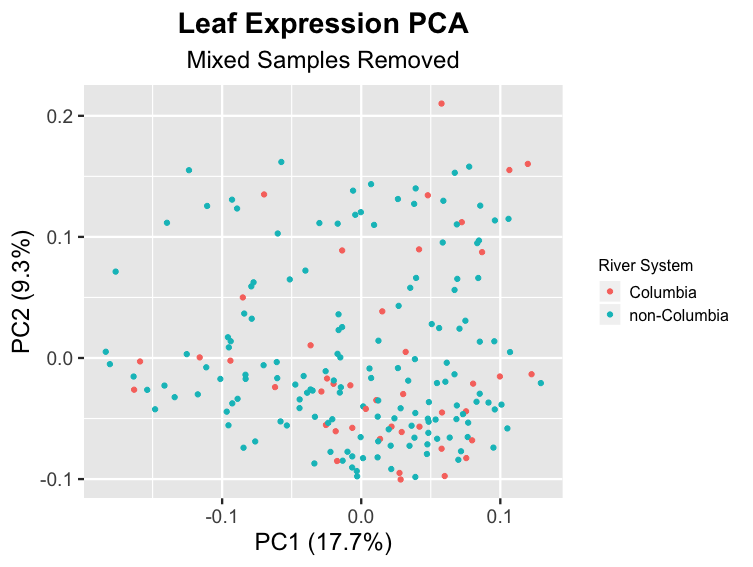 Leaf Expression PCA
Mixed Samples Removed
0.2
0.1
0.0
-0.1
PC2 (9.3%)
-0.1
0.0
0.1
PC1 (17.7%)
River System
Columbia
non-Columbia